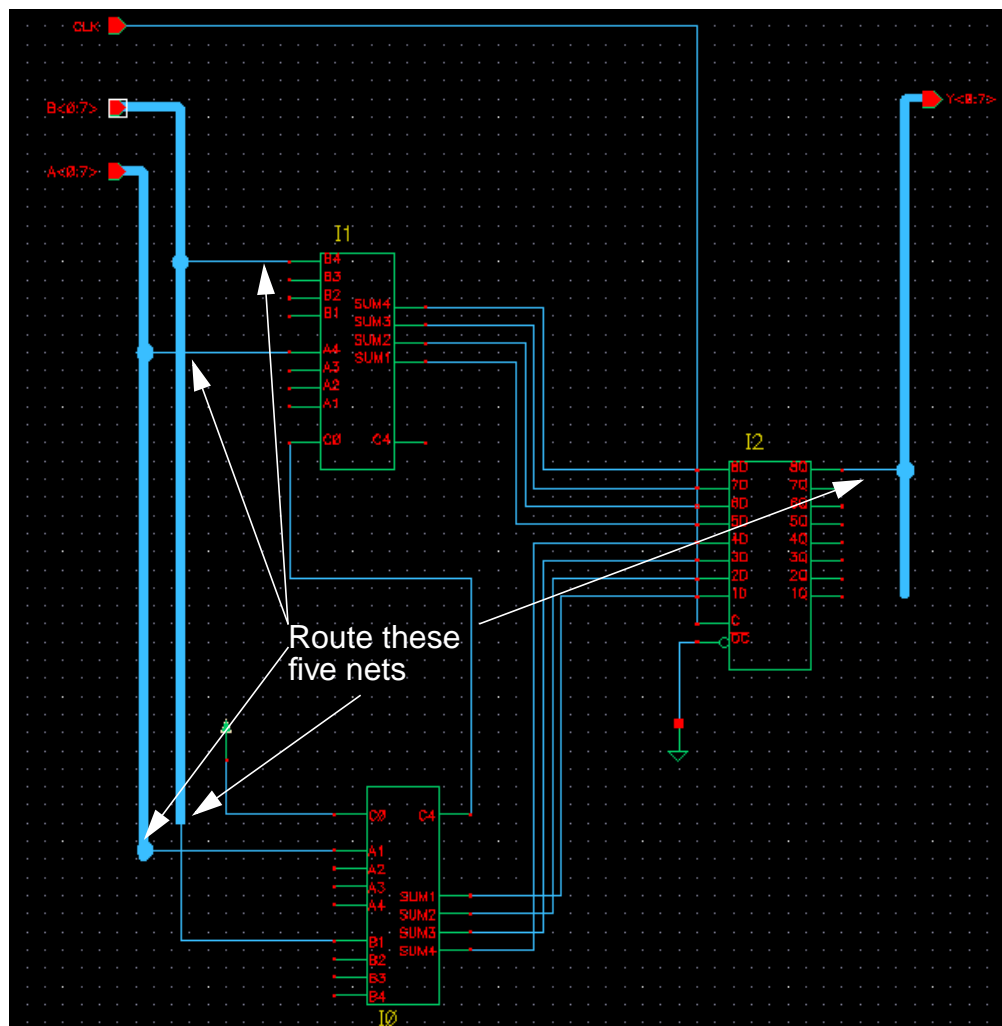 CLK
B<0:7>
Y<0:7>
A<0:7>
I1
B4
B3
B2
B1
A4
A3
A2
A1
C0
SUM4
SUM3
SUM2
SUM1
C4
I2
8D
7D
6D
5D
4D
3D
2D
1D
C
OC
8Q
7Q
6Q
5Q
4Q
3Q
2Q
1Q
Route these
five nets
C0
C4
A1
A2
A3
A4
B1
B2
B3
B4
SUM1
SUM2
SUM3
SUM4
I0